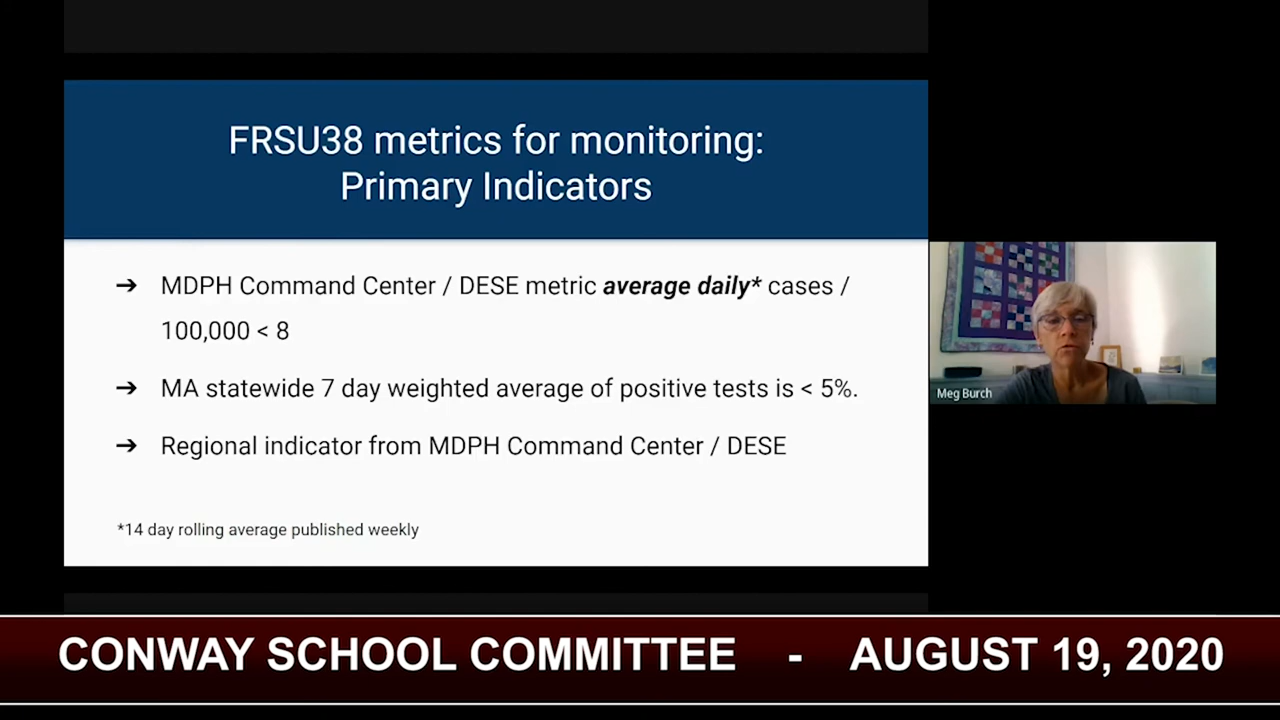 FRSU38 metrics for monitoring:
Primary Indicators
➔ MDPH Command Center / DESE metric average daily* cases /
100,000 < 8
➔ MA statewide 7 day weighted average of positive tests is < 5%.
➔ Regional indicator from MDPH Command Center / DESE
*14 day rolling average published weekly
Meg Burch
CONWAY SCHOOL COMMITTEE - AUGUST 19, 2020